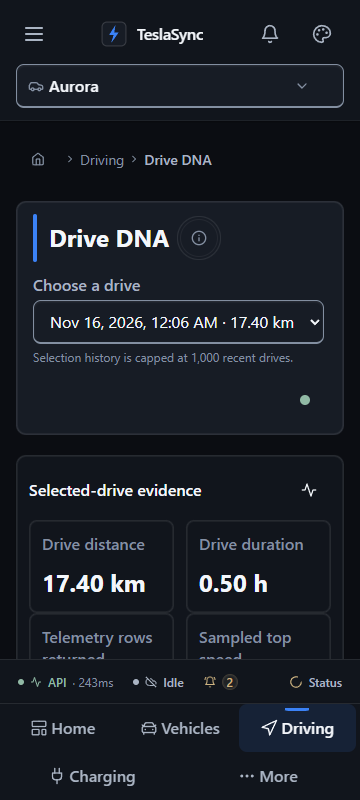 TeslaSync
Aurora
Driving
Drive DNA
Drive DNA
Choose a drive
Nov 16, 2026, 12:06 AM · 17.40 km
Selection history is capped at 1,000 recent drives.
Selected-drive evidence
Drive distance
17.40 km
Drive duration
0.50 h
Telemetry rows
returned
Sampled top
speed
API · 243ms
Idle
2
Status
Home
Vehicles
Driving
Charging
More